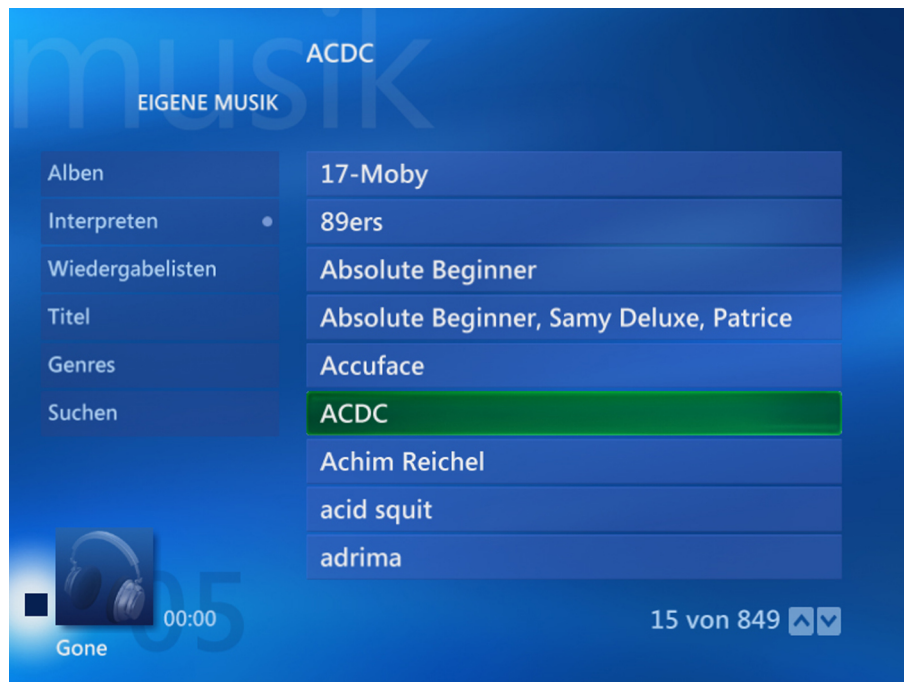 musik
ACDC
EIGENE MUSIK
Alben
Interpreten
Wiedergabelisten
Titel
Genres
Suchen
17-Moby
89ers
Absolute Beginner
Absolute Beginner, Samy Deluxe, Patrice
Accuface
ACDC
Achim Reichel
acid squit
adrima
05
00:00
Gone
15 von 849